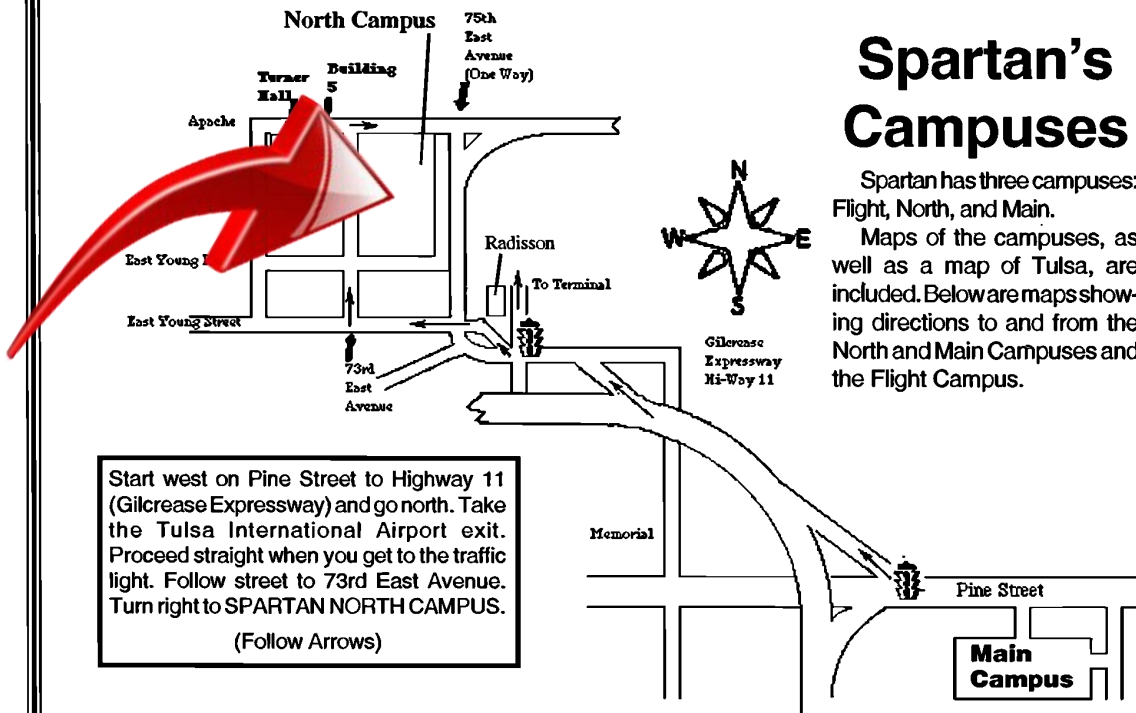 North Campus
75th
East
Avenue
(One Way)
Turner
Hall
Building
5
Apache
East Young
East Young Street
73rd
East
Avenue
Radisson
To Terminal
N
W
E
S
Gilcrease
Expressway
Hi-Way 11
Memorial
Pine Street
Main
Campus
Spartan's
Campuses
Spartan has three campuses:
Flight, North, and Main.
Maps of the campuses, as
well as a map of Tulsa, are
included. Below are maps show-
ing directions to and from the
North and Main Campuses and
the Flight Campus.
Start west on Pine Street to Highway 11
(Gilcrease Expressway) and go north. Take
the Tulsa International Airport exit.
Proceed straight when you get to the traffic
light. Follow street to 73rd East Avenue.
Turn right to SPARTAN NORTH CAMPUS.
(Follow Arrows)